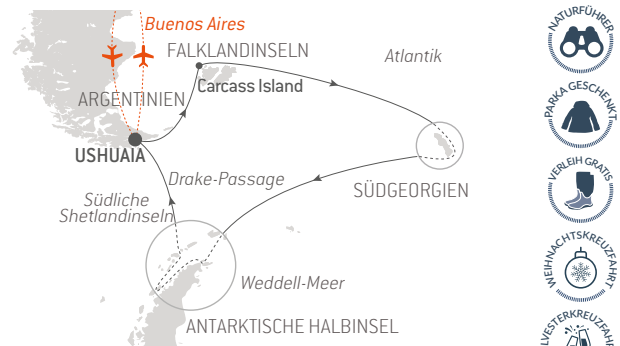 Buenos Aires
FALKLANDINSELN
Atlantik
ARGENTINIEN
Carcass Island
USHUAIA
Drake-Passage
SÜDGEORGIEN
Südliche
Shetlandinseln
Weddell-Meer
ANTARKTISCHE HALBINSEL
NATURFÜHRER
PARKA GESCHENKT
VERLEIH GRATIS
WEIHNACHTSKREUZFAHRT